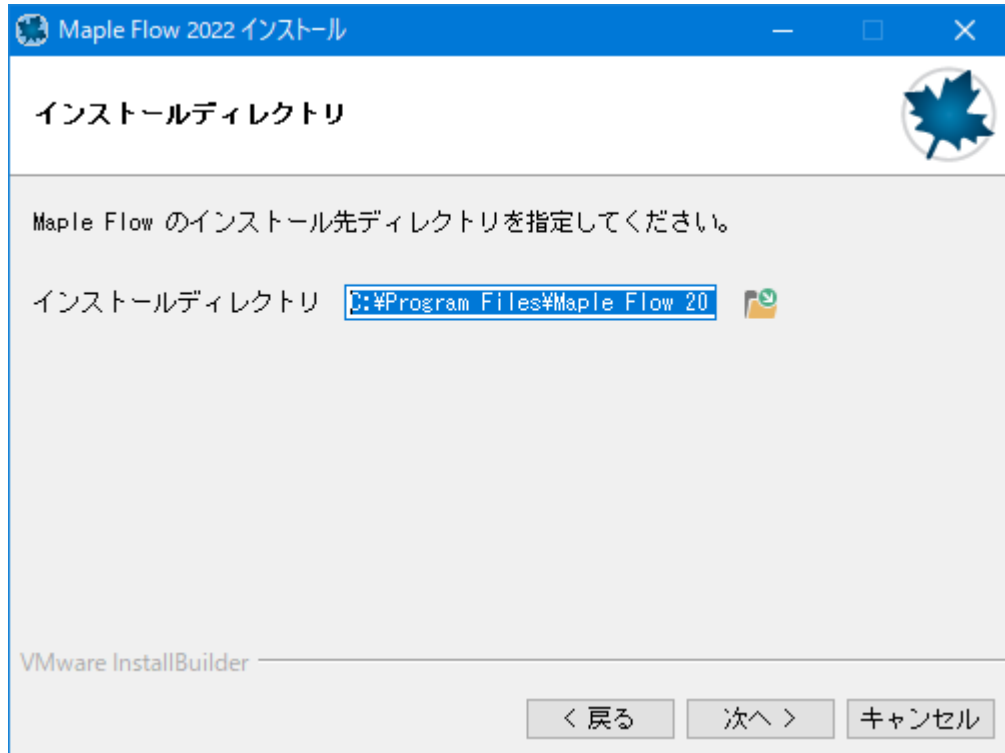 Maple Flow 2022 インストール
インストールディレクトリ
Maple Flow のインストール先ディレクトリを指定してください。
インストールディレクトリ C:¥Program Files¥Maple Flow 20
VMware InstallBuilder
< 戻る 次へ > キャンセル